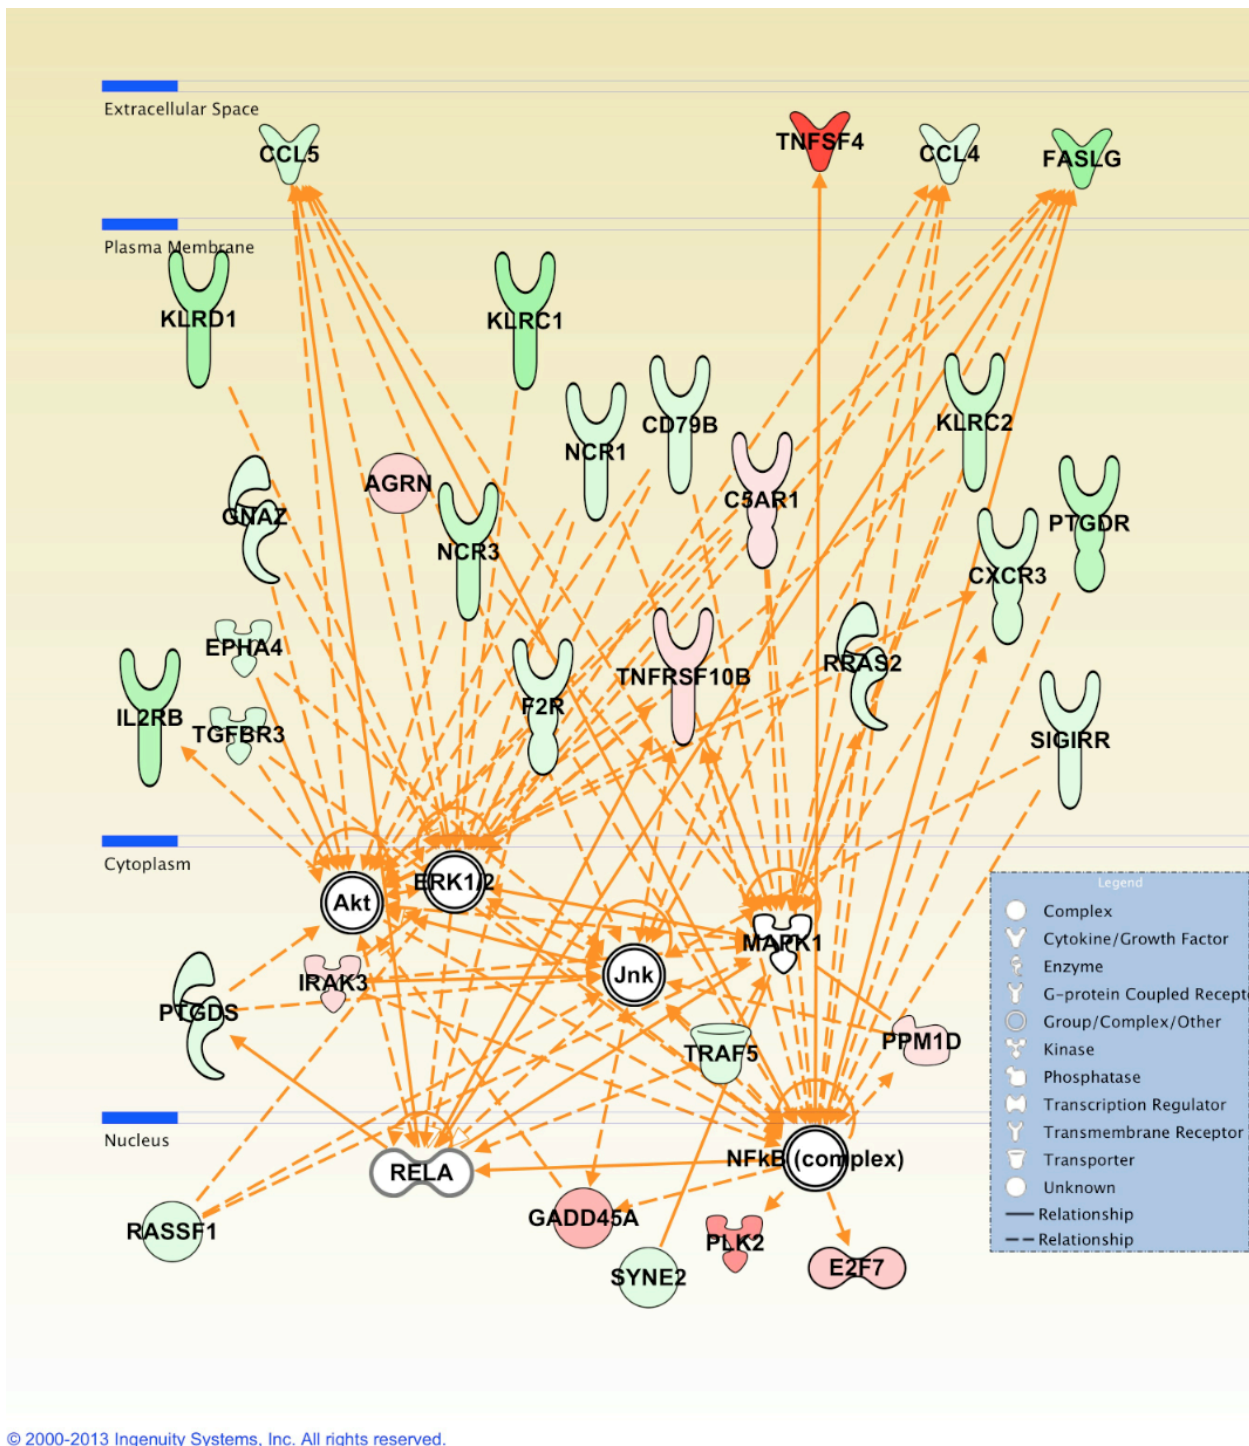 Extracellular Space
TNFSF4
CCL5
CCL4
FASLG
Plasma Membrane
KLRD1
KLRC1
CD79B
KLRC2
NCR1
AGRN
C5AR1
GNAZ
PTGDR
NCR3
CXCR3
EPHA4
RRAS2
TNFRSF10B
F2R
IL2RB
TGFBR3
SIGIRR
Cytoplasm
ERK1/2
Akt
MAPK1
Jnk
IRAK3
PTGDS
PPM1D
TRAF5
Legend
Complex
Cytokine/Growth Factor
Enzyme
G-protein Coupled Recepto
Group/Complex/Other
Kinase
Phosphatase
Transcription Regulator
Transmembrane Receptor
Transporter
Unknown
Relationship
Relationship
Nucleus
NFkB (complex)
RELA
GADD45A
RASSF1
PLK2
E2F7
SYNE2
© 2000-2013 Ingenuity Systems, Inc. All rights reserved.